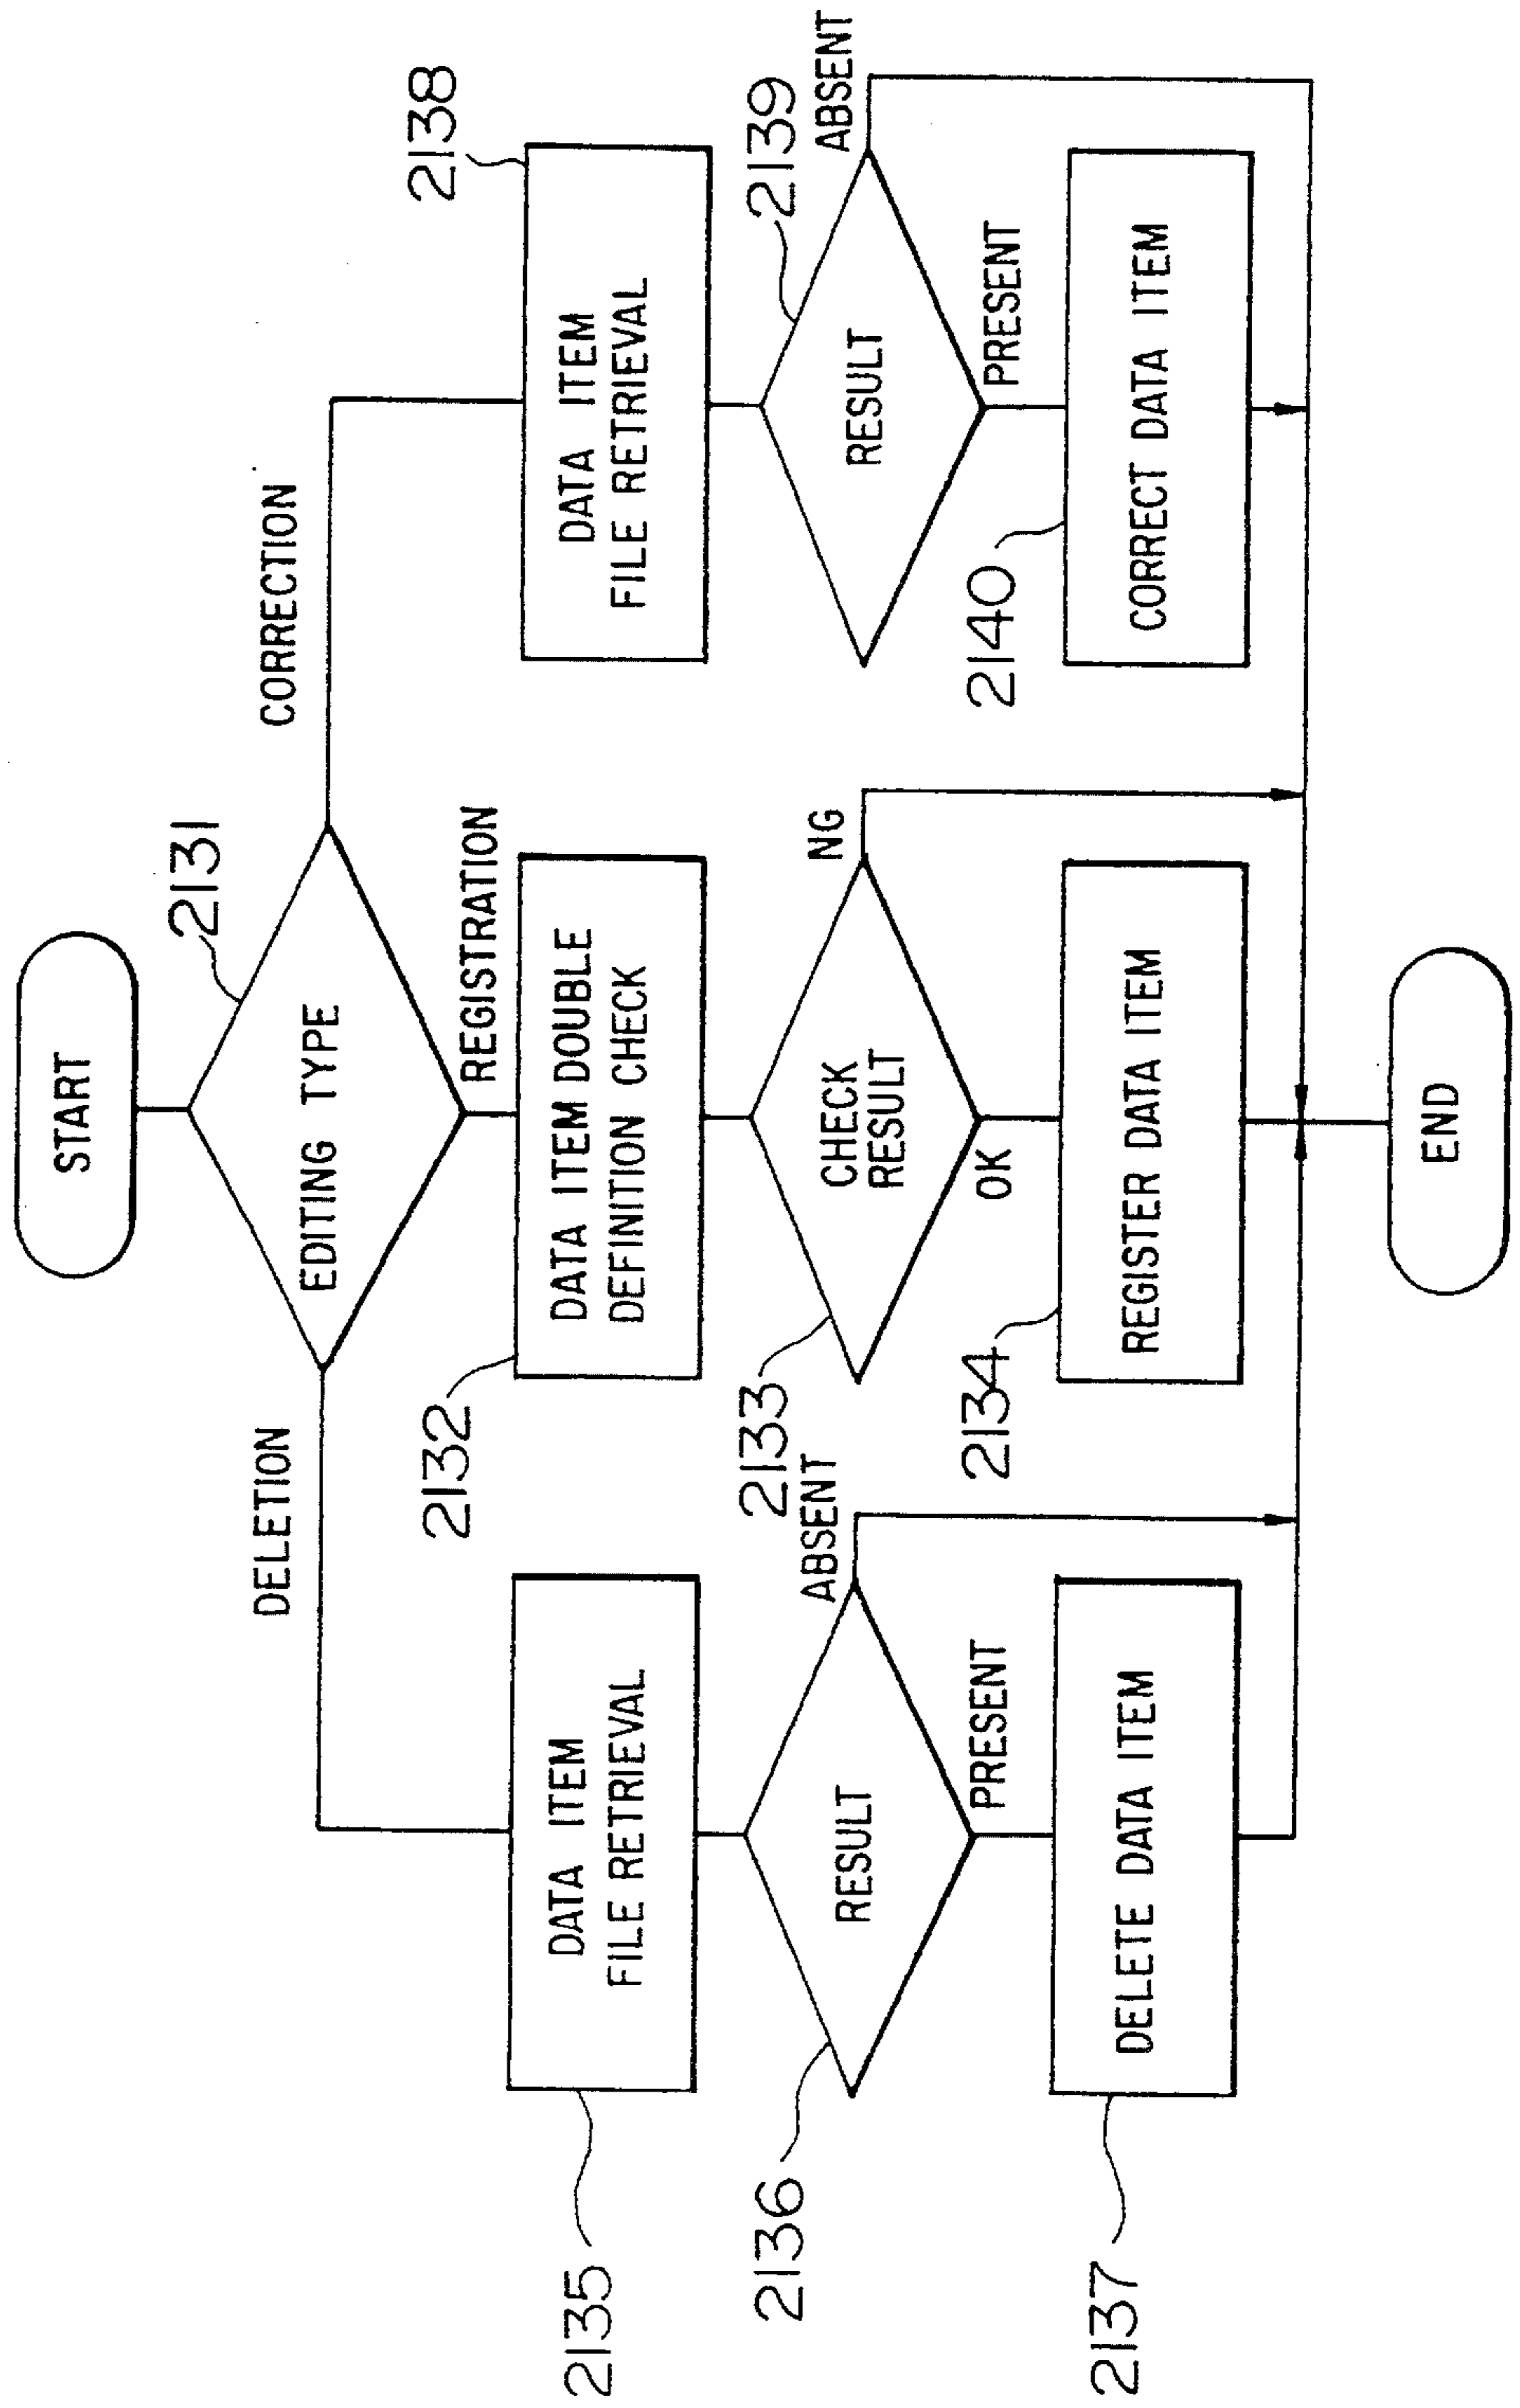 START
2131
EDITING TYPE
DELETION
REGISTRATION
CORRECTION
2135
DATA ITEM
FILE RETRIEVAL
2132
DATA ITEM DOUBLE
DEFINITION CHECK
2138
DATA ITEM
FILE RETRIEVAL
2136
RESULT
ABSENT
PRESENT
2133
CHECK
RESULT
NG
OK
2139
RESULT
ABSENT
PRESENT
2137
DELETE DATA ITEM
2134
REGISTER DATA ITEM
2140
CORRECT DATA ITEM
END